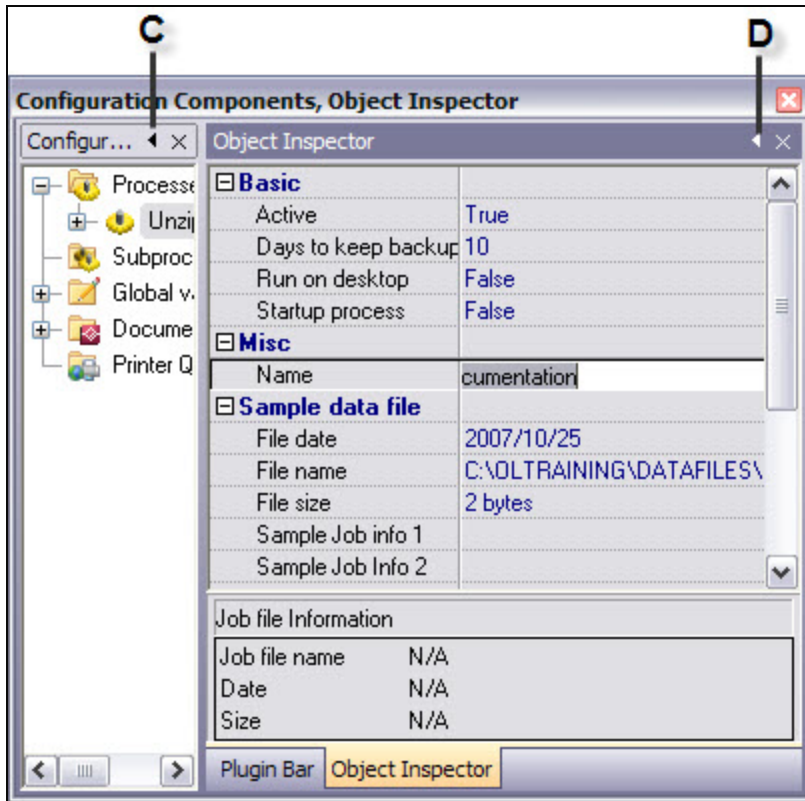 C
D
Configuration Components, Object Inspector
Configur...
Object Inspector
Processe
Unzip
Subproc
Global va
Docume
Printer Q
Basic
Active True
Days to keep backup 10
Run on desktop False
Startup process False
Misc
Name cumentation
Sample data file
File date 2007/10/25
File name C:\OLTRAINING\DATAFILES\
File size 2 bytes
Sample Job info 1
Sample Job Info 2
Job file Information
Job file name N/A
Date N/A
Size N/A
Plugin Bar Object Inspector